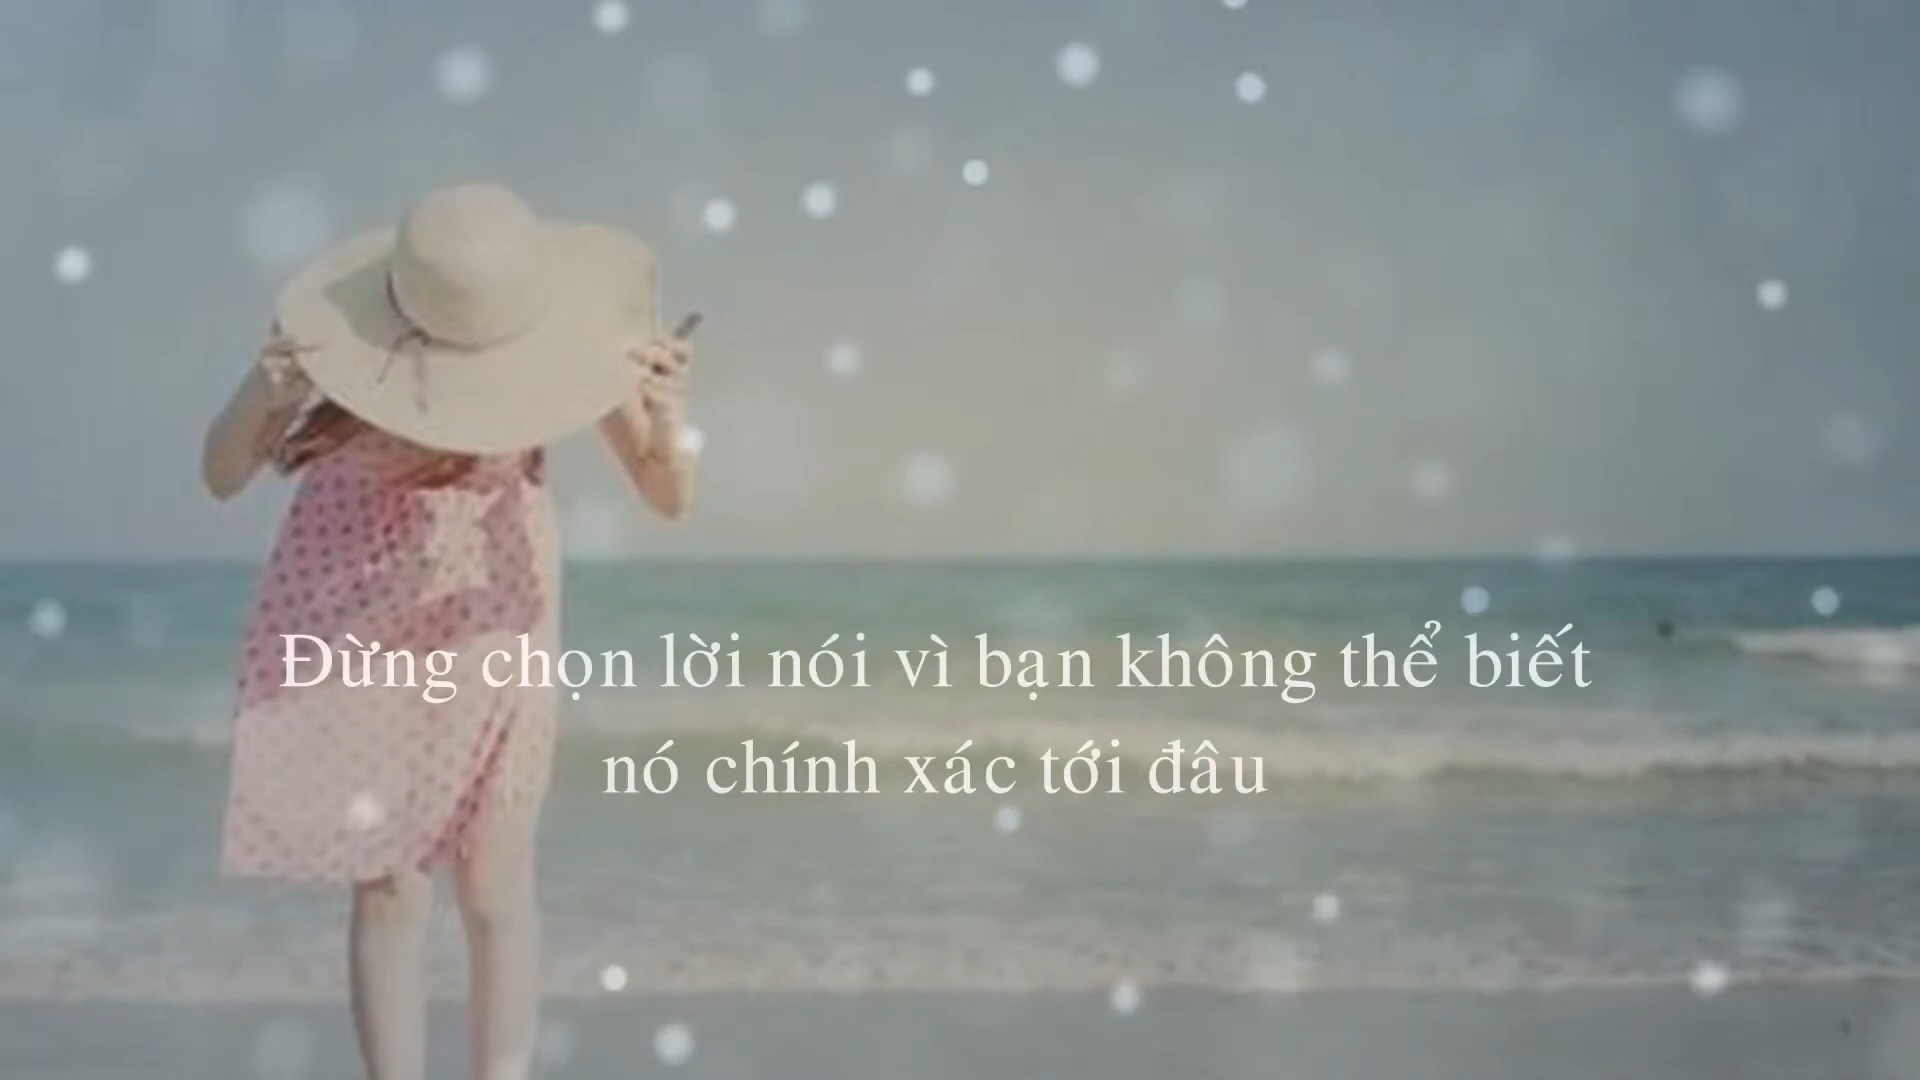 Đừng chọn lời nói vì bạn không thể biết
nó chính xác tới đâu